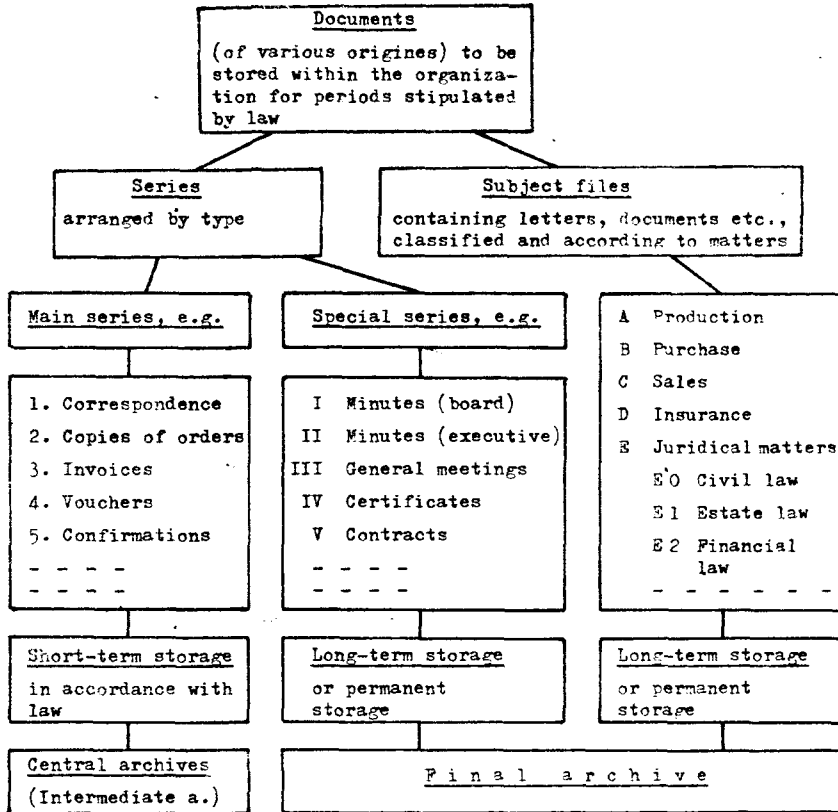 Documents
(of various origines) to be
stored within the organiza-
tion for periods stipulated
by law
Series
arranged by type
Subject files
containing letters, documents etc.,
classified and according to matters
Main series, e.g.
Special series, e.g.
1. Correspondence
2. Copies of orders
3. Invoices
4. Vouchers
5. Confirmations
- - - -
- - - -
I Minutes (board)
II Minutes (executive)
III General meetings
IV Certificates
V Contracts
- - - -
- - - -
A Production
B Purchase
C Sales
D Insurance
E Juridical matters
E 0 Civil law
E 1 Estate law
E 2 Financial
law
- - - - - -
Short-term storage
in accordance with
law
Long-term storage
or permanent
storage
Long-term storage
or permanent
storage
Central archives
(Intermediate a.)
Final archive